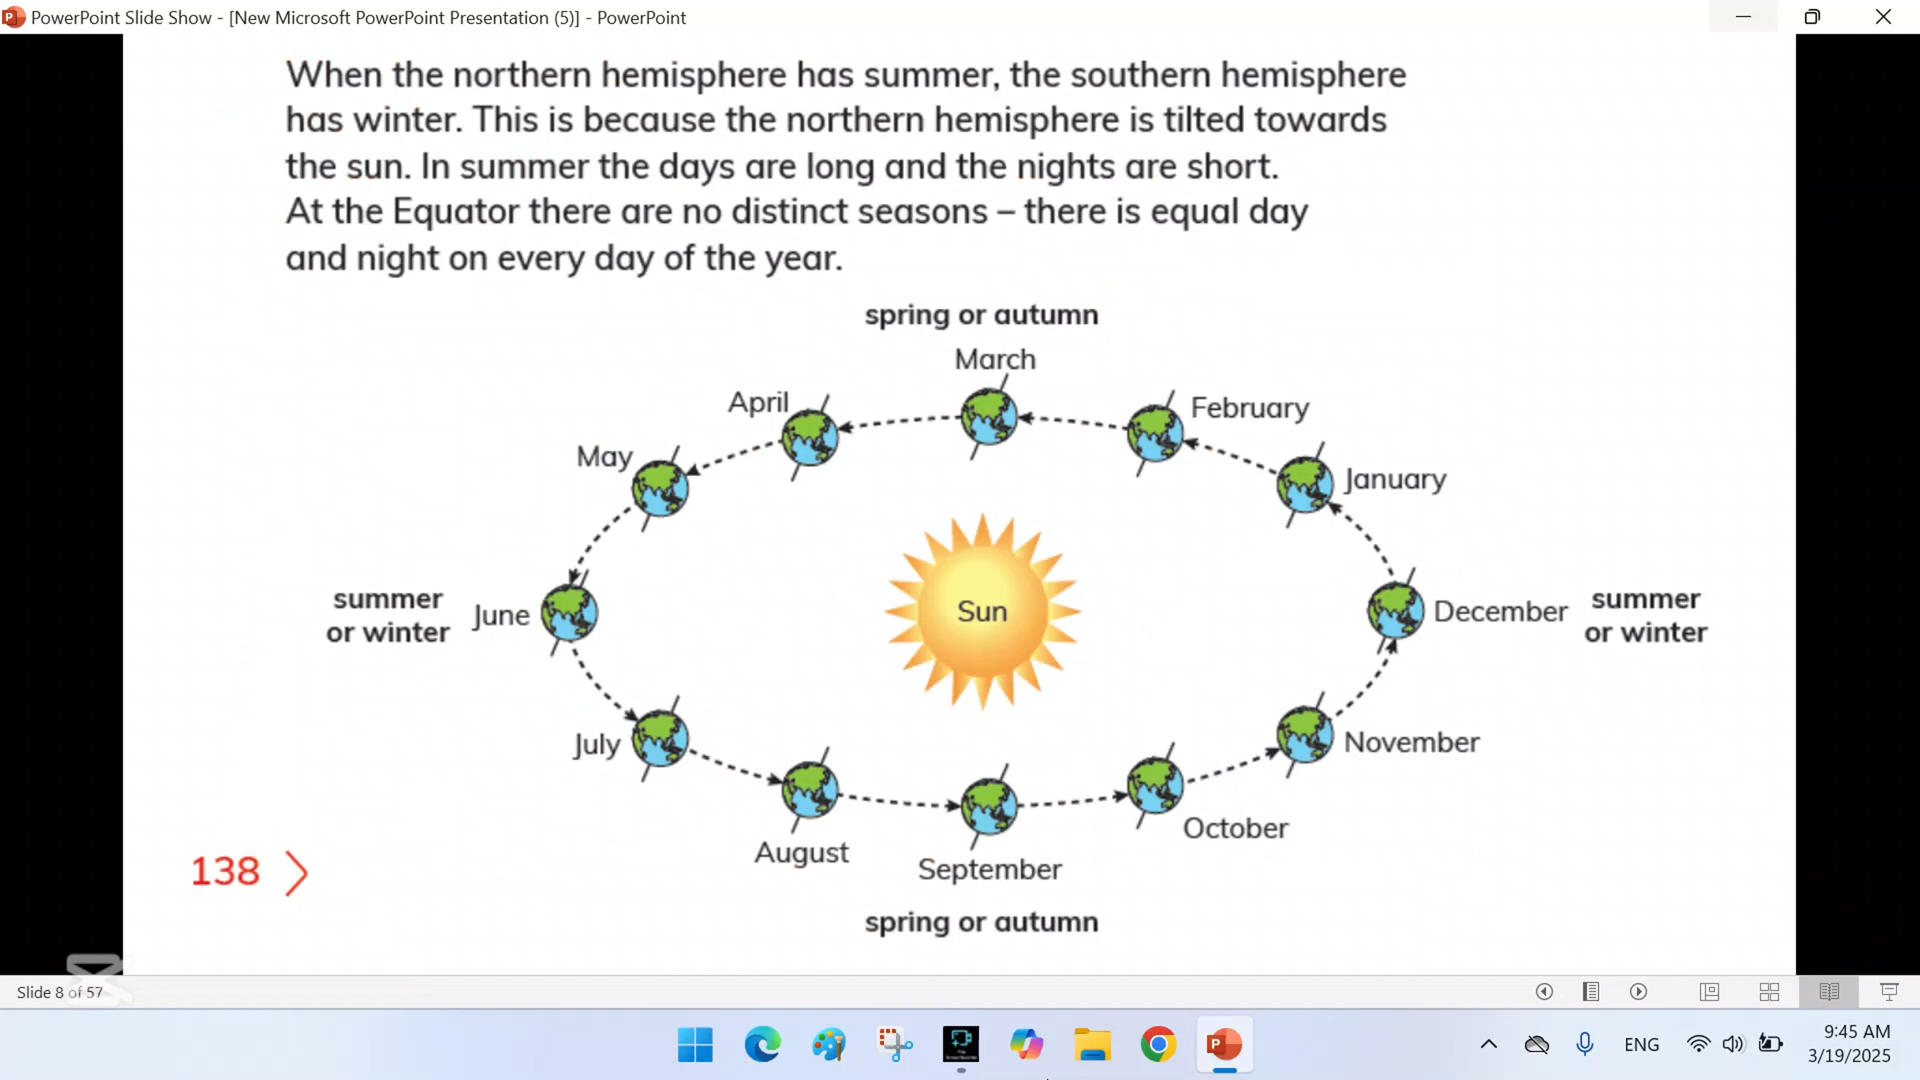 PowerPoint Slide Show - [New Microsoft PowerPoint Presentation (5)] - PowerPoint
When the northern hemisphere has summer, the southern hemisphere
has winter. This is because the northern hemisphere is tilted towards
the sun. In summer the days are long and the nights are short.
At the Equator there are no distinct seasons – there is equal day
and night on every day of the year.
spring or autumn
March
April
February
May
January
summer
or winter
June
Sun
December
summer
or winter
July
November
August
October
September
138
spring or autumn
Slide 8 of 57
ENG
9:45 AM
3/19/2025